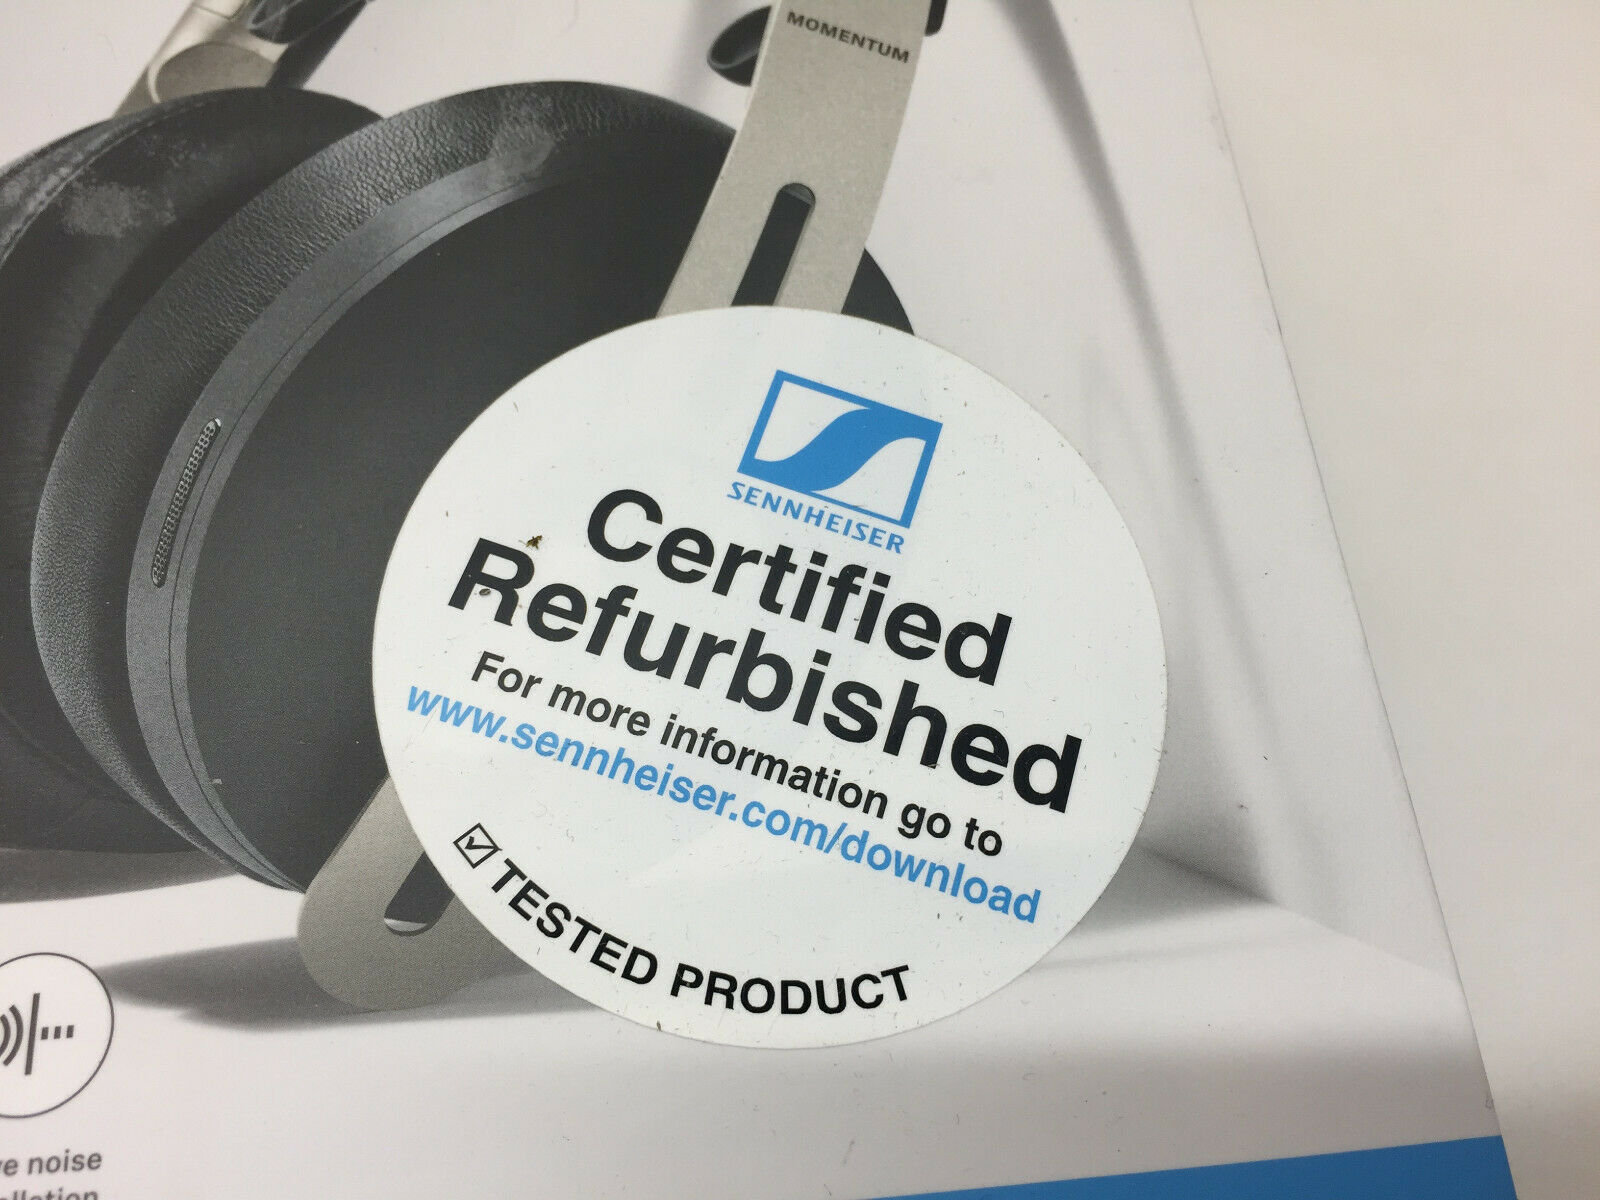 MOMENTUM
SENNHEISER
Certified
Refurbished
For more information go to
www.sennheiser.com/download
TESTED PRODUCT
noise